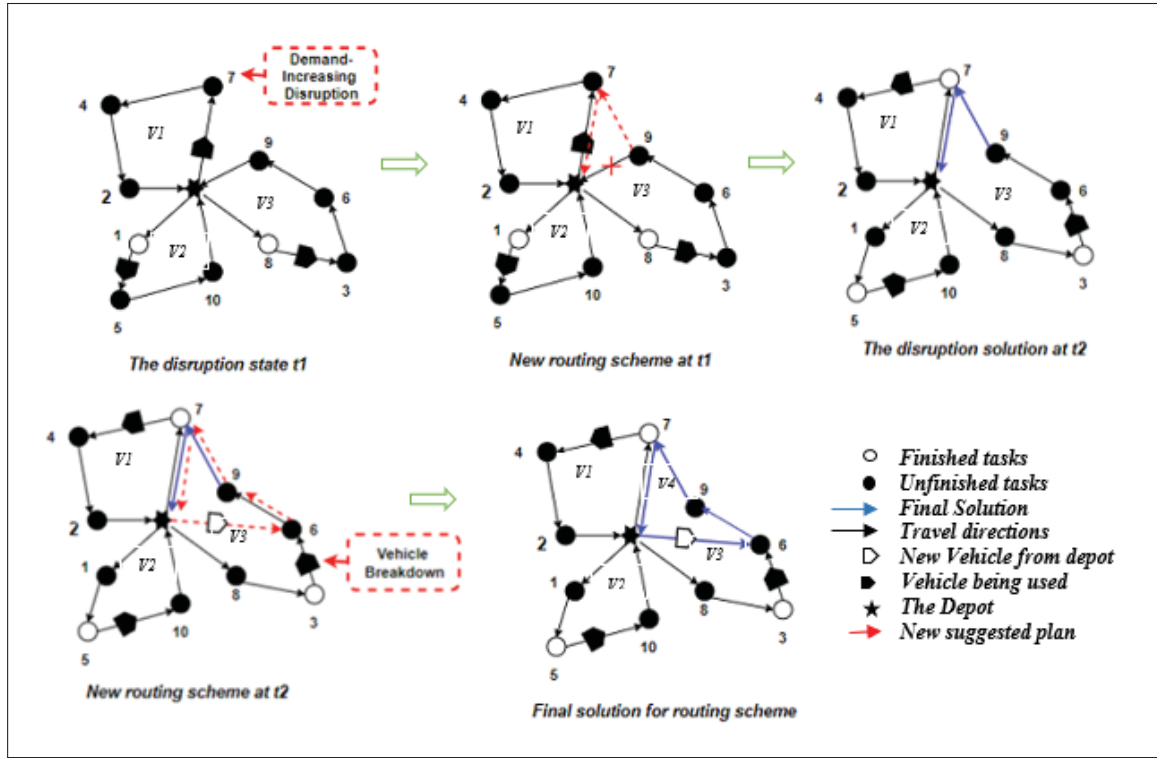 7
Demand-
Increasing
Disruption
4
V1
9
2
V3
6
1
V2
8
3
10
5
The disruption state t1
7
4
V1
9
2
V3
6
1
V2
8
3
10
5
New routing scheme at t1
7
4
V1
9
2
V3
6
1
V2
8
3
10
5
The disruption solution at t2
7
4
V1
9
2
V3
6
Vehicle
Breakdown
1
V2
8
3
10
5
New routing scheme at t2
7
4
V1
V4
9
2
V3
6
1
V2
8
3
10
5
Final solution for routing scheme
Finished tasks
Unfinished tasks
Final Solution
Travel directions
New Vehicle from depot
Vehicle being used
The Depot
New suggested plan